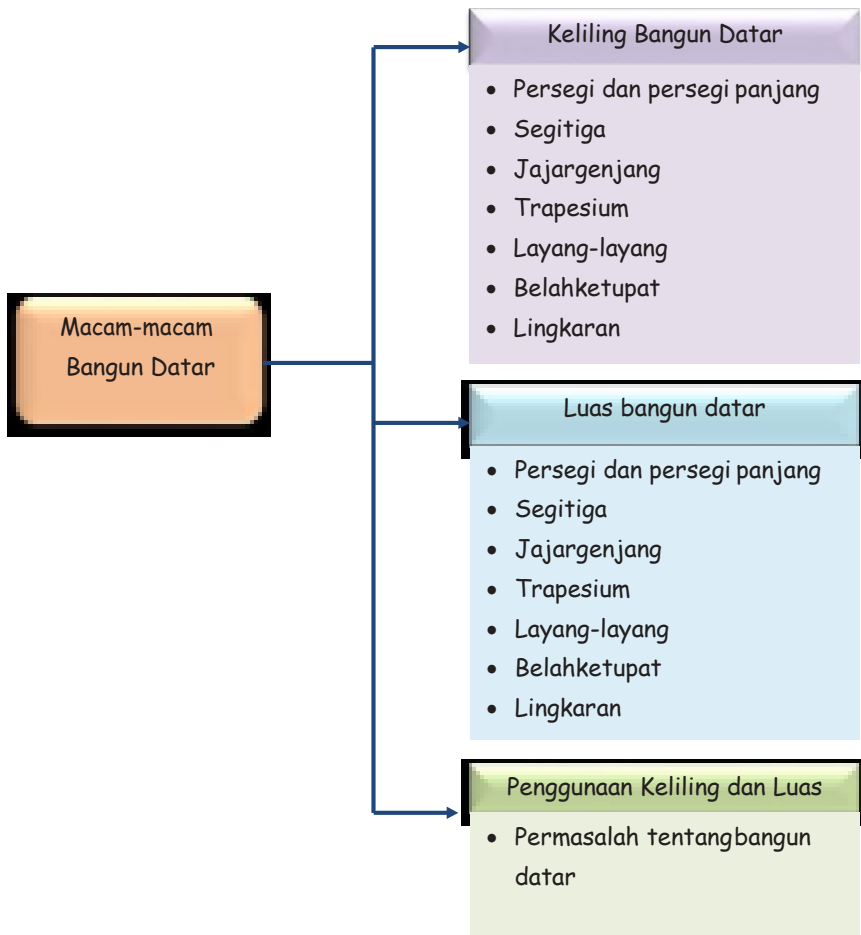 Keliling Bangun Datar
• Persegi dan persegi panjang
• Segitiga
• Jajargenjang
• Trapesium
• Layang-layang
• Belahketupat
• Lingkaran
Macam-macam
Bangun Datar
Luas bangun datar
• Persegi dan persegi panjang
• Segitiga
• Jajargenjang
• Trapesium
• Layang-layang
• Belahketupat
• Lingkaran
Penggunaan Keliling dan Luas
• Permasalah tentangbangun
datar